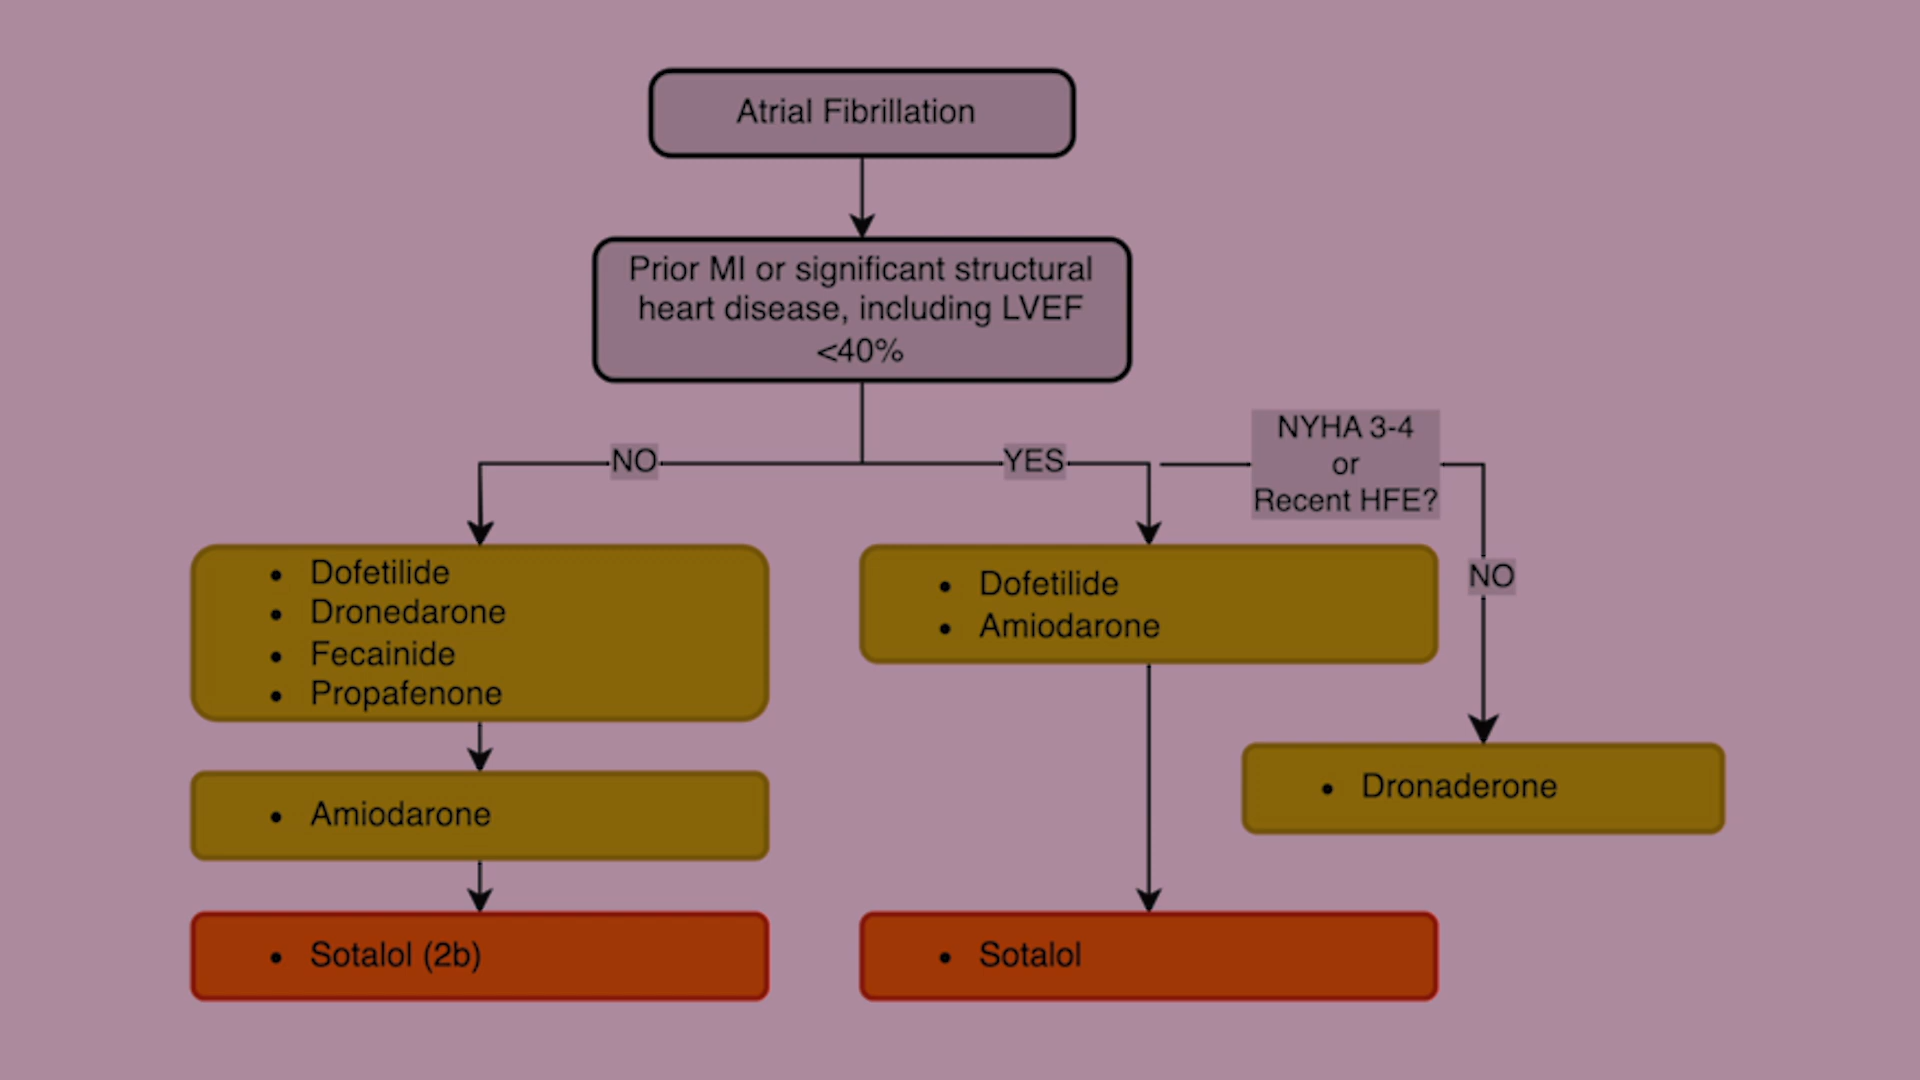 Atrial Fibrillation
Prior MI or significant structural
heart disease, including LVEF
<40%
NO
YES
NYHA 3-4
or
Recent HFE?
NO
• Dofetilide
• Dronedarone
• Fecainide
• Propafenone
• Dofetilide
• Amiodarone
• Dronaderone
• Amiodarone
• Sotalol (2b)
• Sotalol